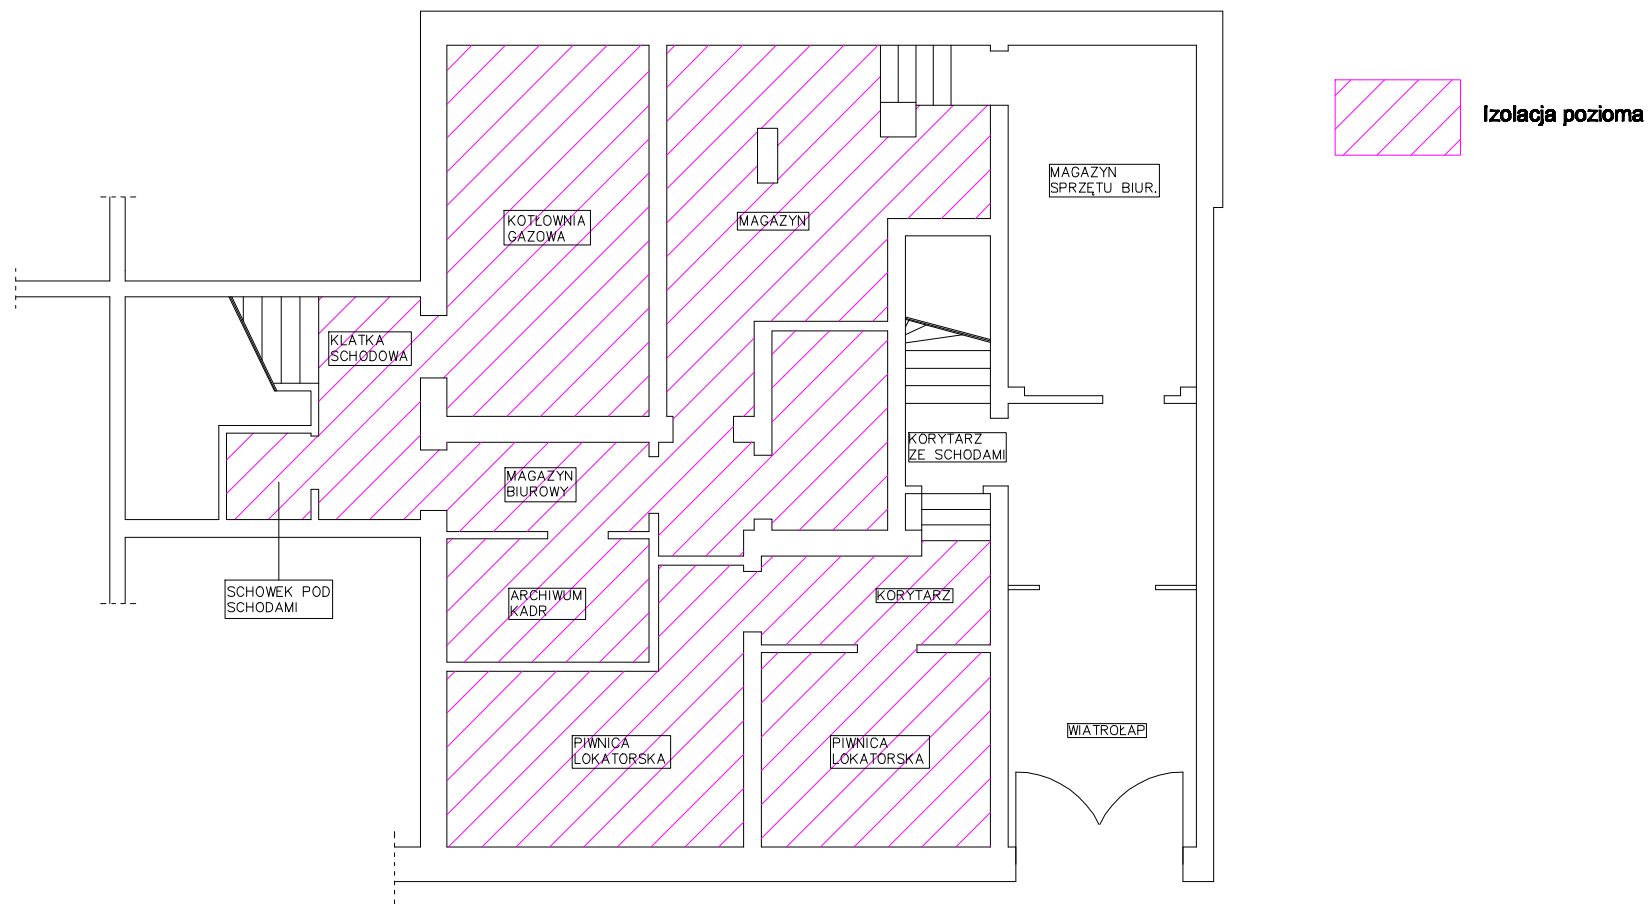 Izolacja pozioma
MAGAZYN
SPRZĘTU BIUR.
KOTŁOWNIA
GAZOWA
MAGAZYN
KLATKA
SCHODOWA
KORYTARZ
ZE SCHODAMI
MAGAZYN
BIUROWY
SCHOWEK POD
SCHODAMI
ARCHIWUM
KADR
KORYTARZ
WIATROŁAP
PIWNICA
LOKATORSKA
PIWNICA
LOKATORSKA